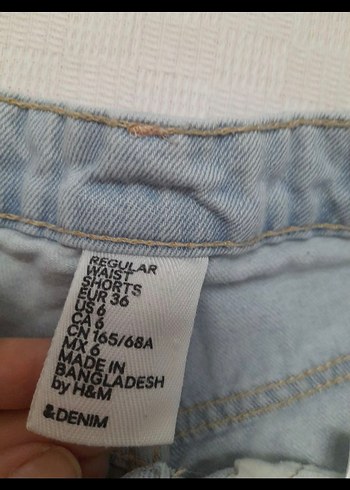 REGULAR
WAIST
SHORTS
EUR 36
US 6
CA 6
CN 165/68A
MX 6
MADE IN
BANGLADESH
by H&M
&DENIM